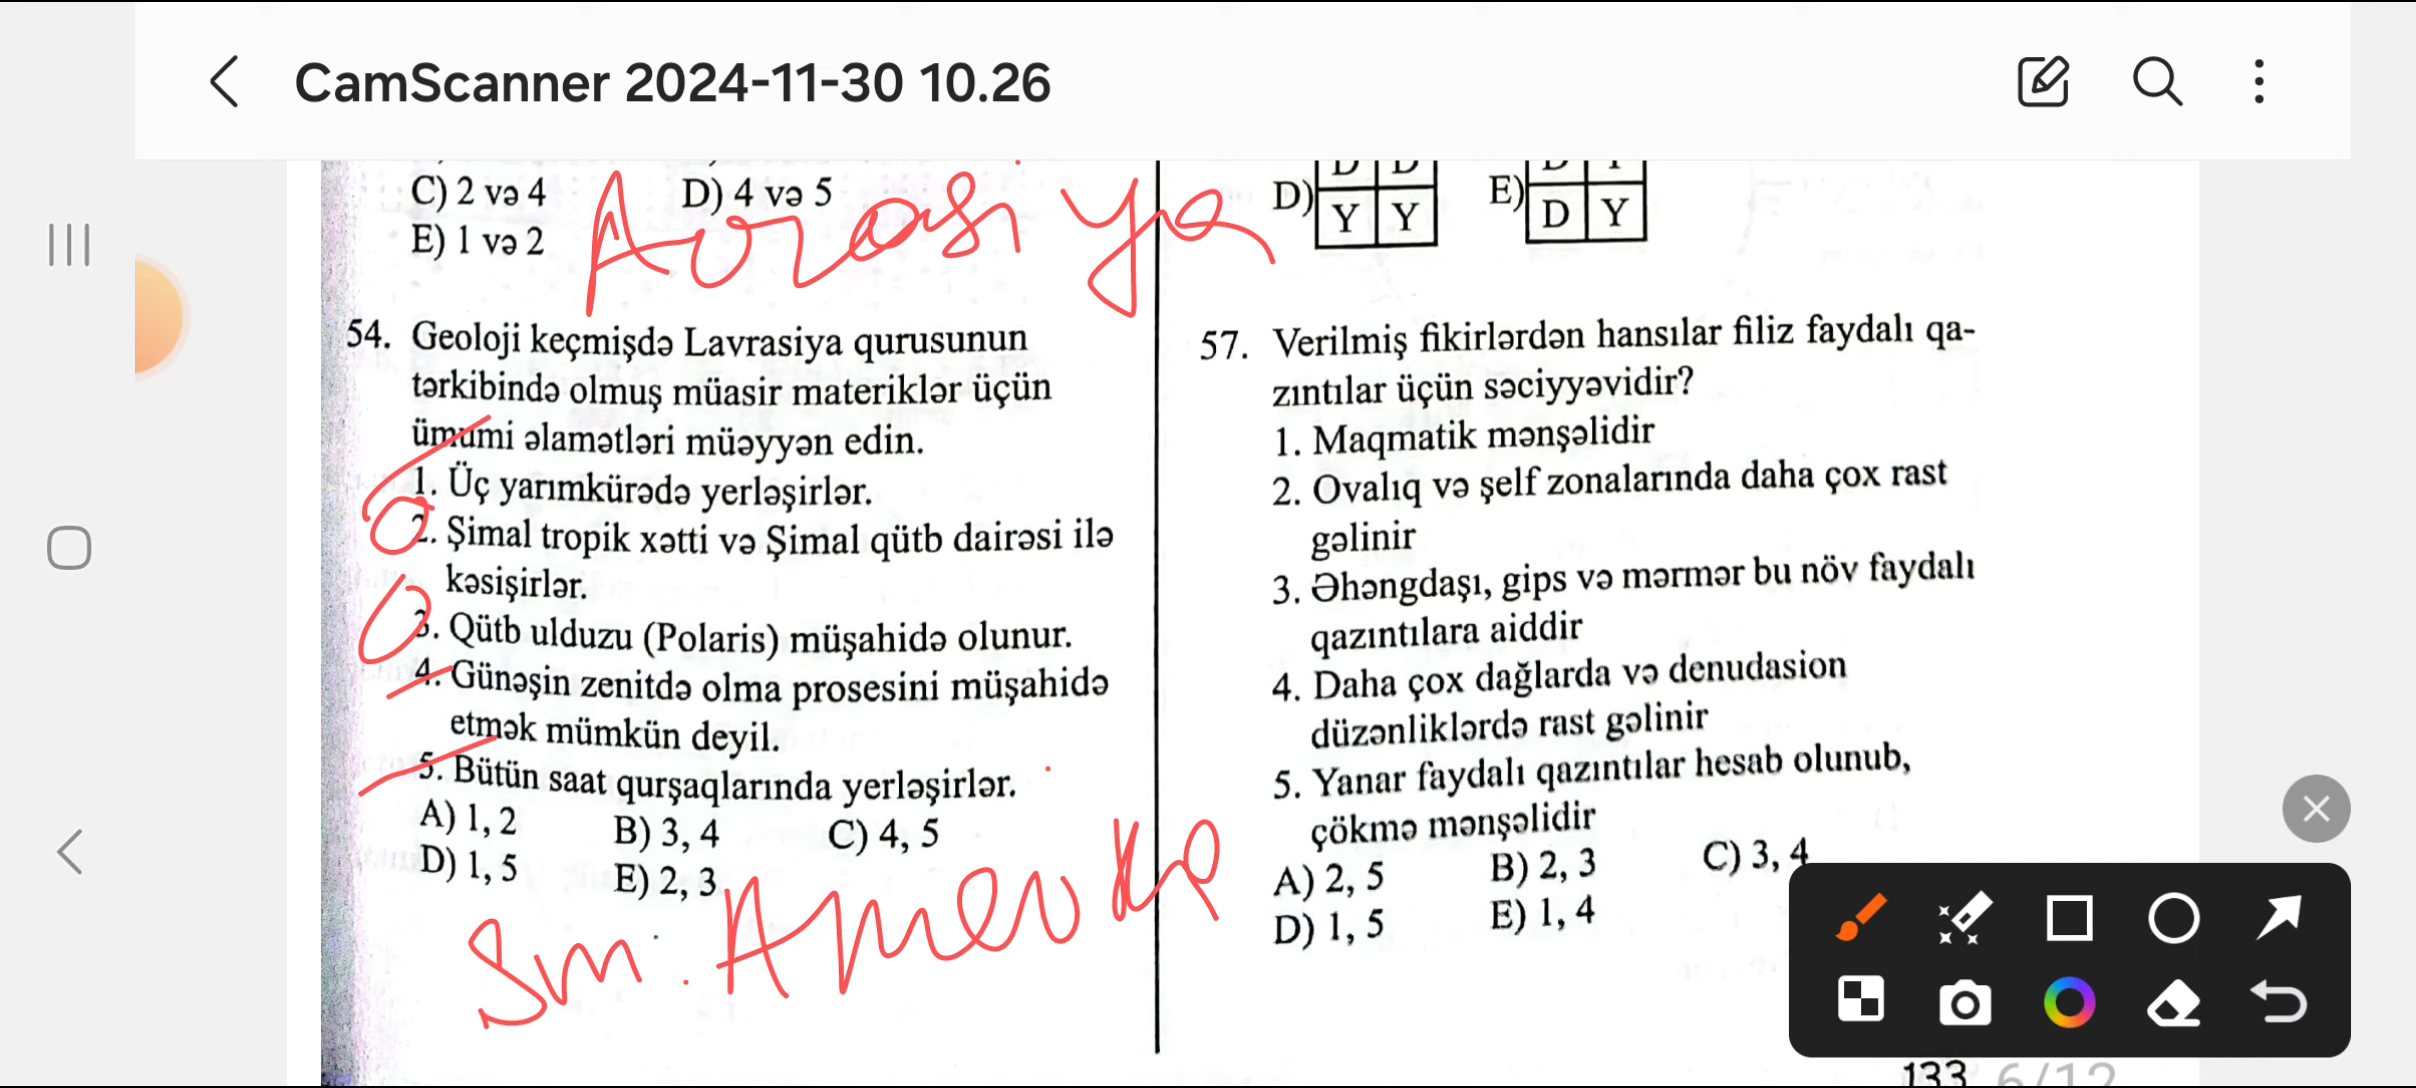 CamScanner 2024-11-30 10.26
C) 2 və 4 D) 4 və 5
E) 1 və 2
Avrasiya
54. Geoloji keçmişdə Lavrasiya qurusunun
tərkibində olmuş müasir materiklər üçün
ümumi əlamətləri müəyyən edin.
1. Üç yarımkürədə yerləşirlər.
2. Şimal tropik xətti və Şimal qütb dairəsi ilə
kəsişirlər.
3. Qütb ulduzu (Polaris) müşahidə olunur.
4. Günəşin zenitdə olma prosesini müşahidə
etmək mümkün deyil.
5. Bütün saat qurşaqlarında yerləşirlər.
A) 1, 2 B) 3, 4 C) 4, 5
D) 1, 5 E) 2, 3
Şm. Amerika
D) Y Y E) D Y
57. Verilmiş fikirlərdən hansılar filiz faydalı qa-
zıntılar üçün səciyyəvidir?
1. Maqmatik mənşəlidir
2. Ovalıq və şelf zonalarında daha çox rast
gəlinir
3. Əhəngdaşı, gips və mərmər bu növ faydalı
qazıntılara aiddir
4. Daha çox dağlarda və denudasion
düzənliklərdə rast gəlinir
5. Yanar faydalı qazıntılar hesab olunub,
çökmə mənşəlidir
A) 2, 5 B) 2, 3 C) 3, 4
D) 1, 5 E) 1, 4
133 6/12